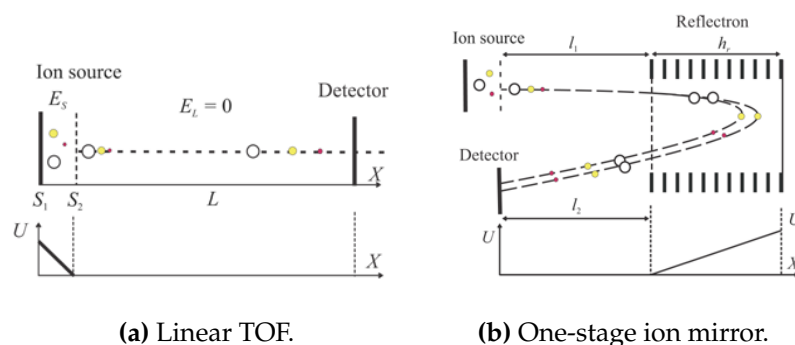 Ion source
E_S
E_L = 0
Detector
X
S_1
S_2
L
U
X
(a) Linear TOF.
Reflectron
Ion source
l_1
h_r
Detector
l_2
U
U
X
(b) One-stage ion mirror.